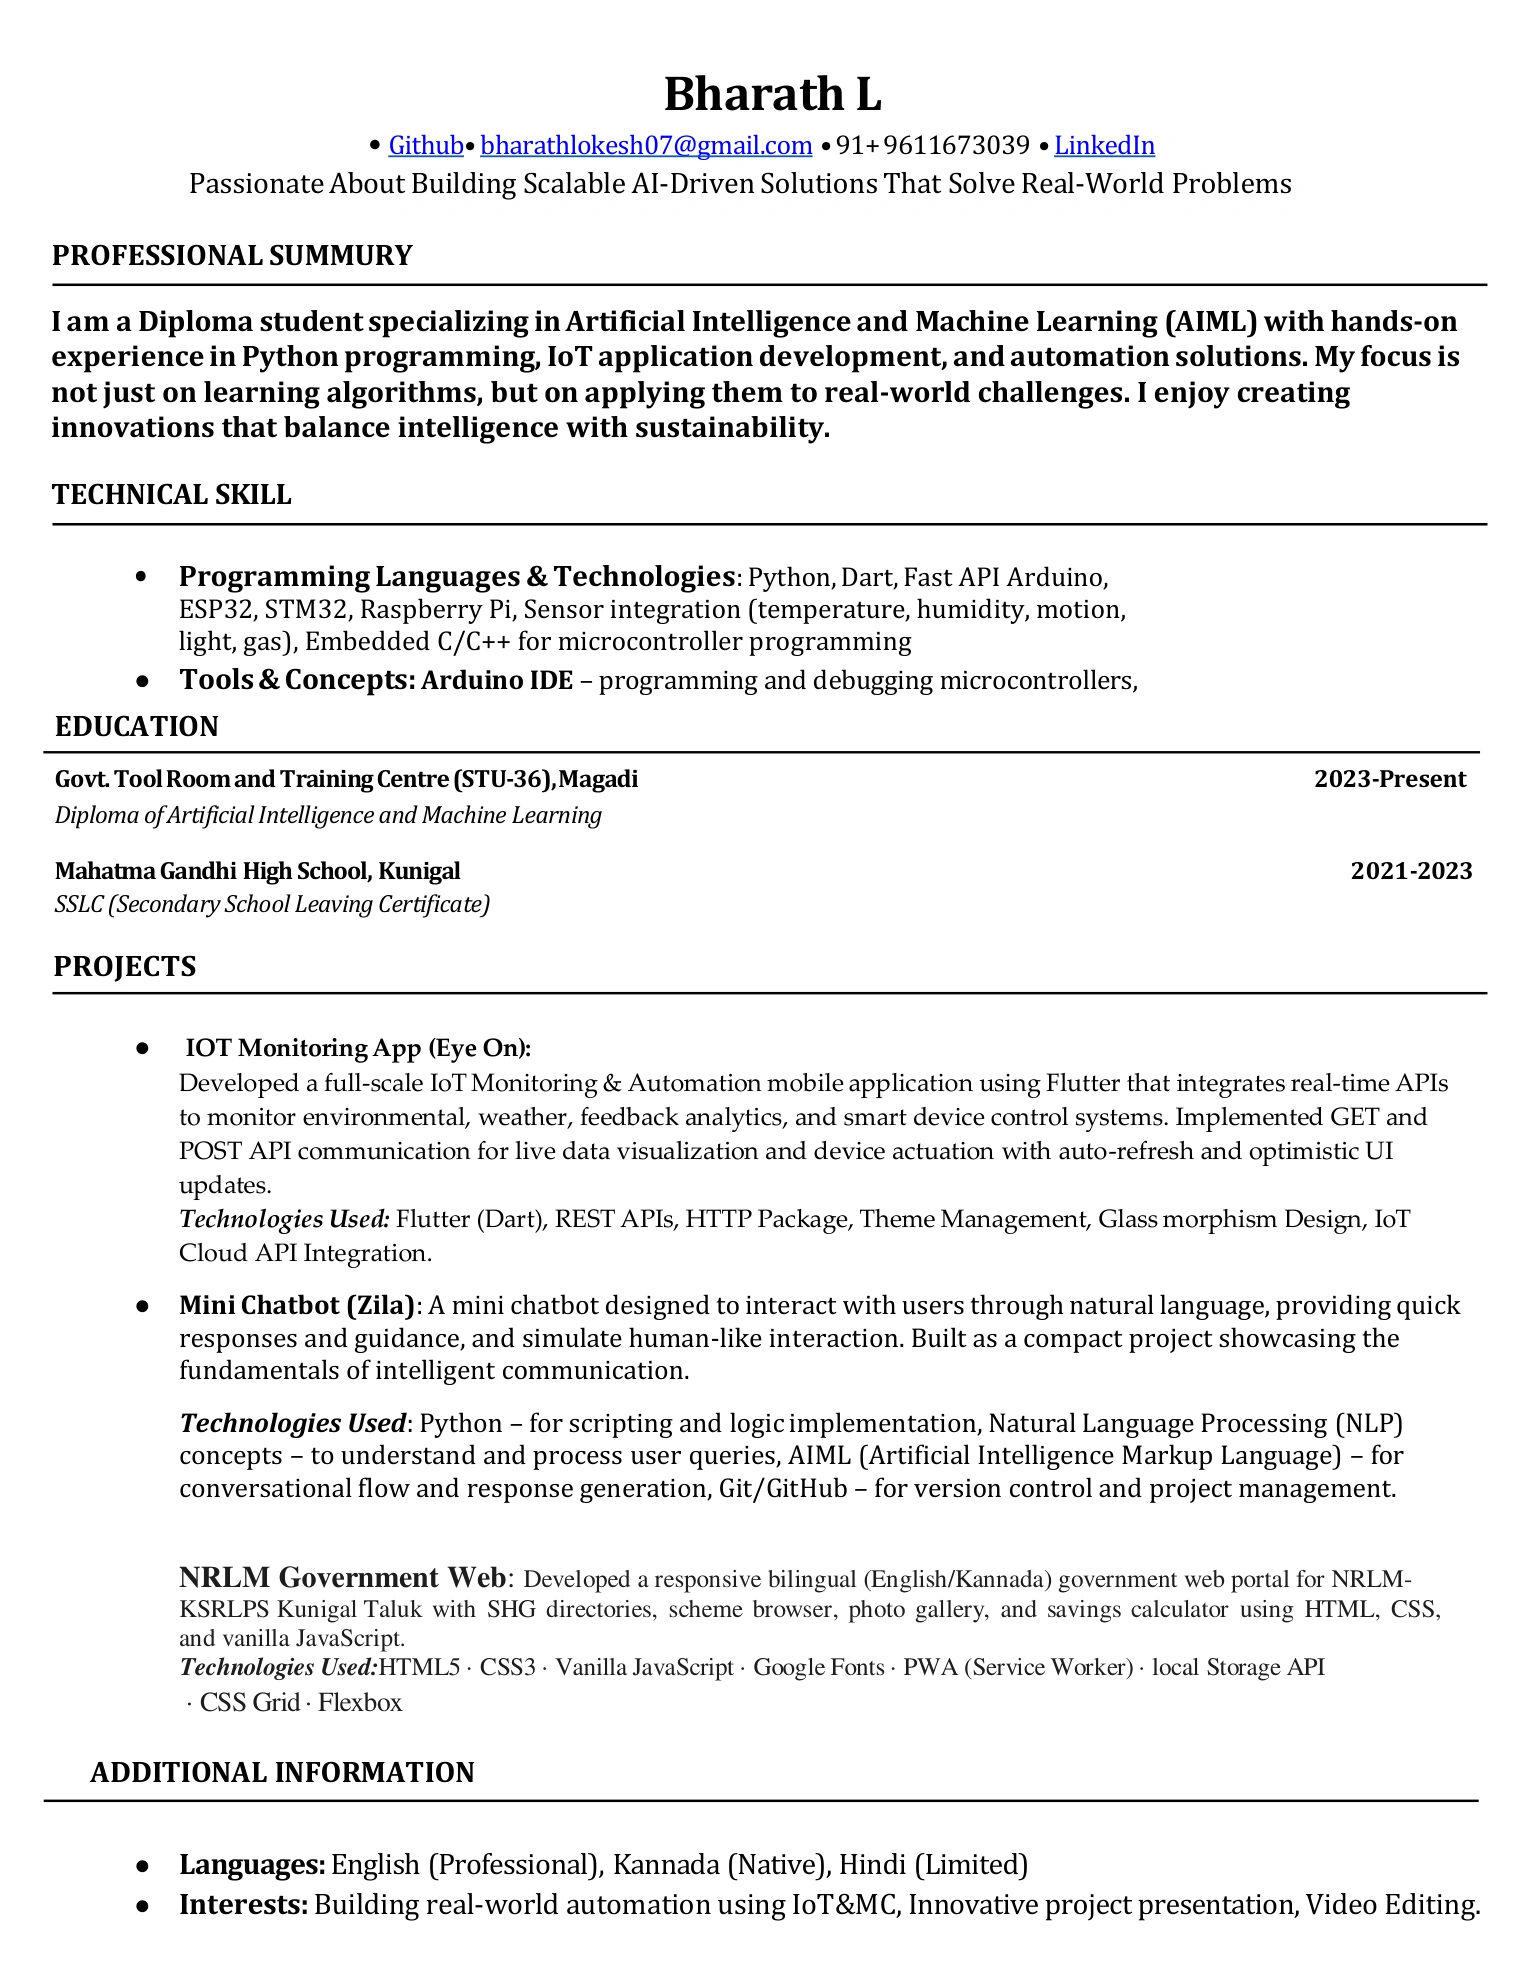 Bharath L
• Github• bharathlokesh07@gmail.com •91+9611673039 •LinkedIn
Passionate About Building Scalable AI-Driven Solutions That Solve Real-World Problems
PROFESSIONAL SUMMURY
I am a Diploma student specializing in Artificial Intelligence and Machine Learning (AIML) with hands-on
experience in Python programming, IoT application development, and automation solutions. My focus is
not just on learning algorithms, but on applying them to real-world challenges. I enjoy creating
innovations that balance intelligence with sustainability.
TECHNICAL SKILL
• Programming Languages & Technologies: Python, Dart, Fast API Arduino,
ESP32, STM32, Raspberry Pi, Sensor integration (temperature, humidity, motion,
light, gas), Embedded C/C++ for microcontroller programming
● Tools & Concepts: Arduino IDE – programming and debugging microcontrollers,
EDUCATION
Govt. Tool Room and Training Centre (STU-36), Magadi 2023-Present
Diploma of Artificial Intelligence and Machine Learning
Mahatma Gandhi High School, Kunigal 2021-2023
SSLC (Secondary School Leaving Certificate)
PROJECTS
● IOT Monitoring App (Eye On):
Developed a full-scale IoT Monitoring & Automation mobile application using Flutter that integrates real-time APIs
to monitor environmental, weather, feedback analytics, and smart device control systems. Implemented GET and
POST API communication for live data visualization and device actuation with auto-refresh and optimistic UI
updates.
Technologies Used: Flutter (Dart), REST APIs, HTTP Package, Theme Management, Glass morphism Design, IoT
Cloud API Integration.
● Mini Chatbot (Zila): A mini chatbot designed to interact with users through natural language, providing quick
responses and guidance, and simulate human-like interaction. Built as a compact project showcasing the
fundamentals of intelligent communication.
Technologies Used: Python – for scripting and logic implementation, Natural Language Processing (NLP)
concepts – to understand and process user queries, AIML (Artificial Intelligence Markup Language) – for
conversational flow and response generation, Git/GitHub – for version control and project management.
NRLM Government Web: Developed a responsive bilingual (English/Kannada) government web portal for NRLM-
KSRLPS Kunigal Taluk with SHG directories, scheme browser, photo gallery, and savings calculator using HTML, CSS,
and vanilla JavaScript.
Technologies Used:HTML5 · CSS3 · Vanilla JavaScript · Google Fonts · PWA (Service Worker) · local Storage API
· CSS Grid · Flexbox
ADDITIONAL INFORMATION
● Languages: English (Professional), Kannada (Native), Hindi (Limited)
● Interests: Building real-world automation using IoT&MC, Innovative project presentation, Video Editing.